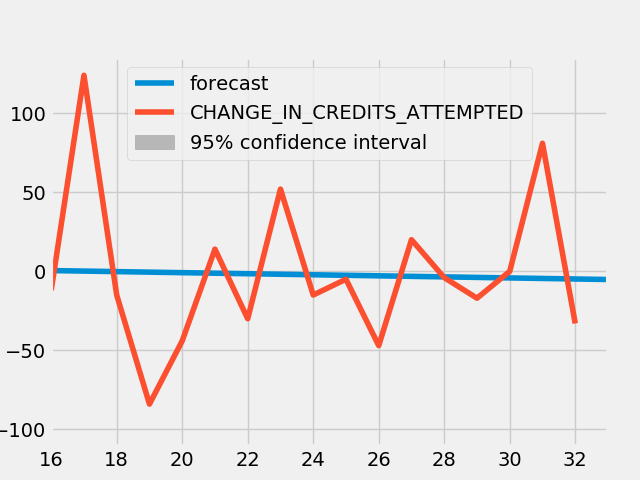 forecast
CHANGE_IN_CREDITS_ATTEMPTED
95% confidence interval
100
50
0
−50
−100
16 18 20 22 24 26 28 30 32